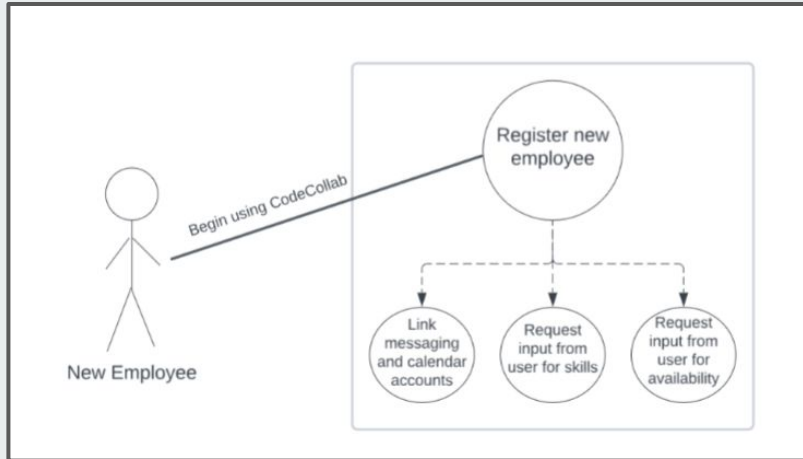 Register new
employee
Begin using CodeCollab
New Employee
Link
messaging
and calendar
accounts
Request
input from
user for skills
Request
input from
user for
availability